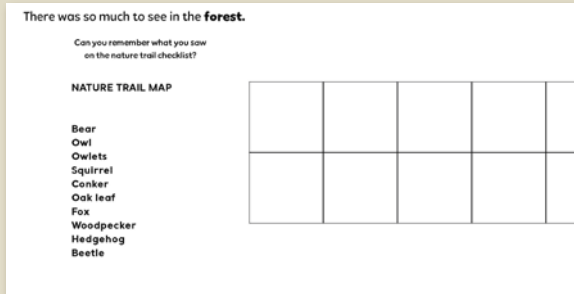 There was so much to see in the forest.
Can you remember what you saw
on the nature trail checklist?
NATURE TRAIL MAP
Bear
Owl
Owlets
Squirrel
Conker
Oak leaf
Fox
Woodpecker
Hedgehog
Beetle